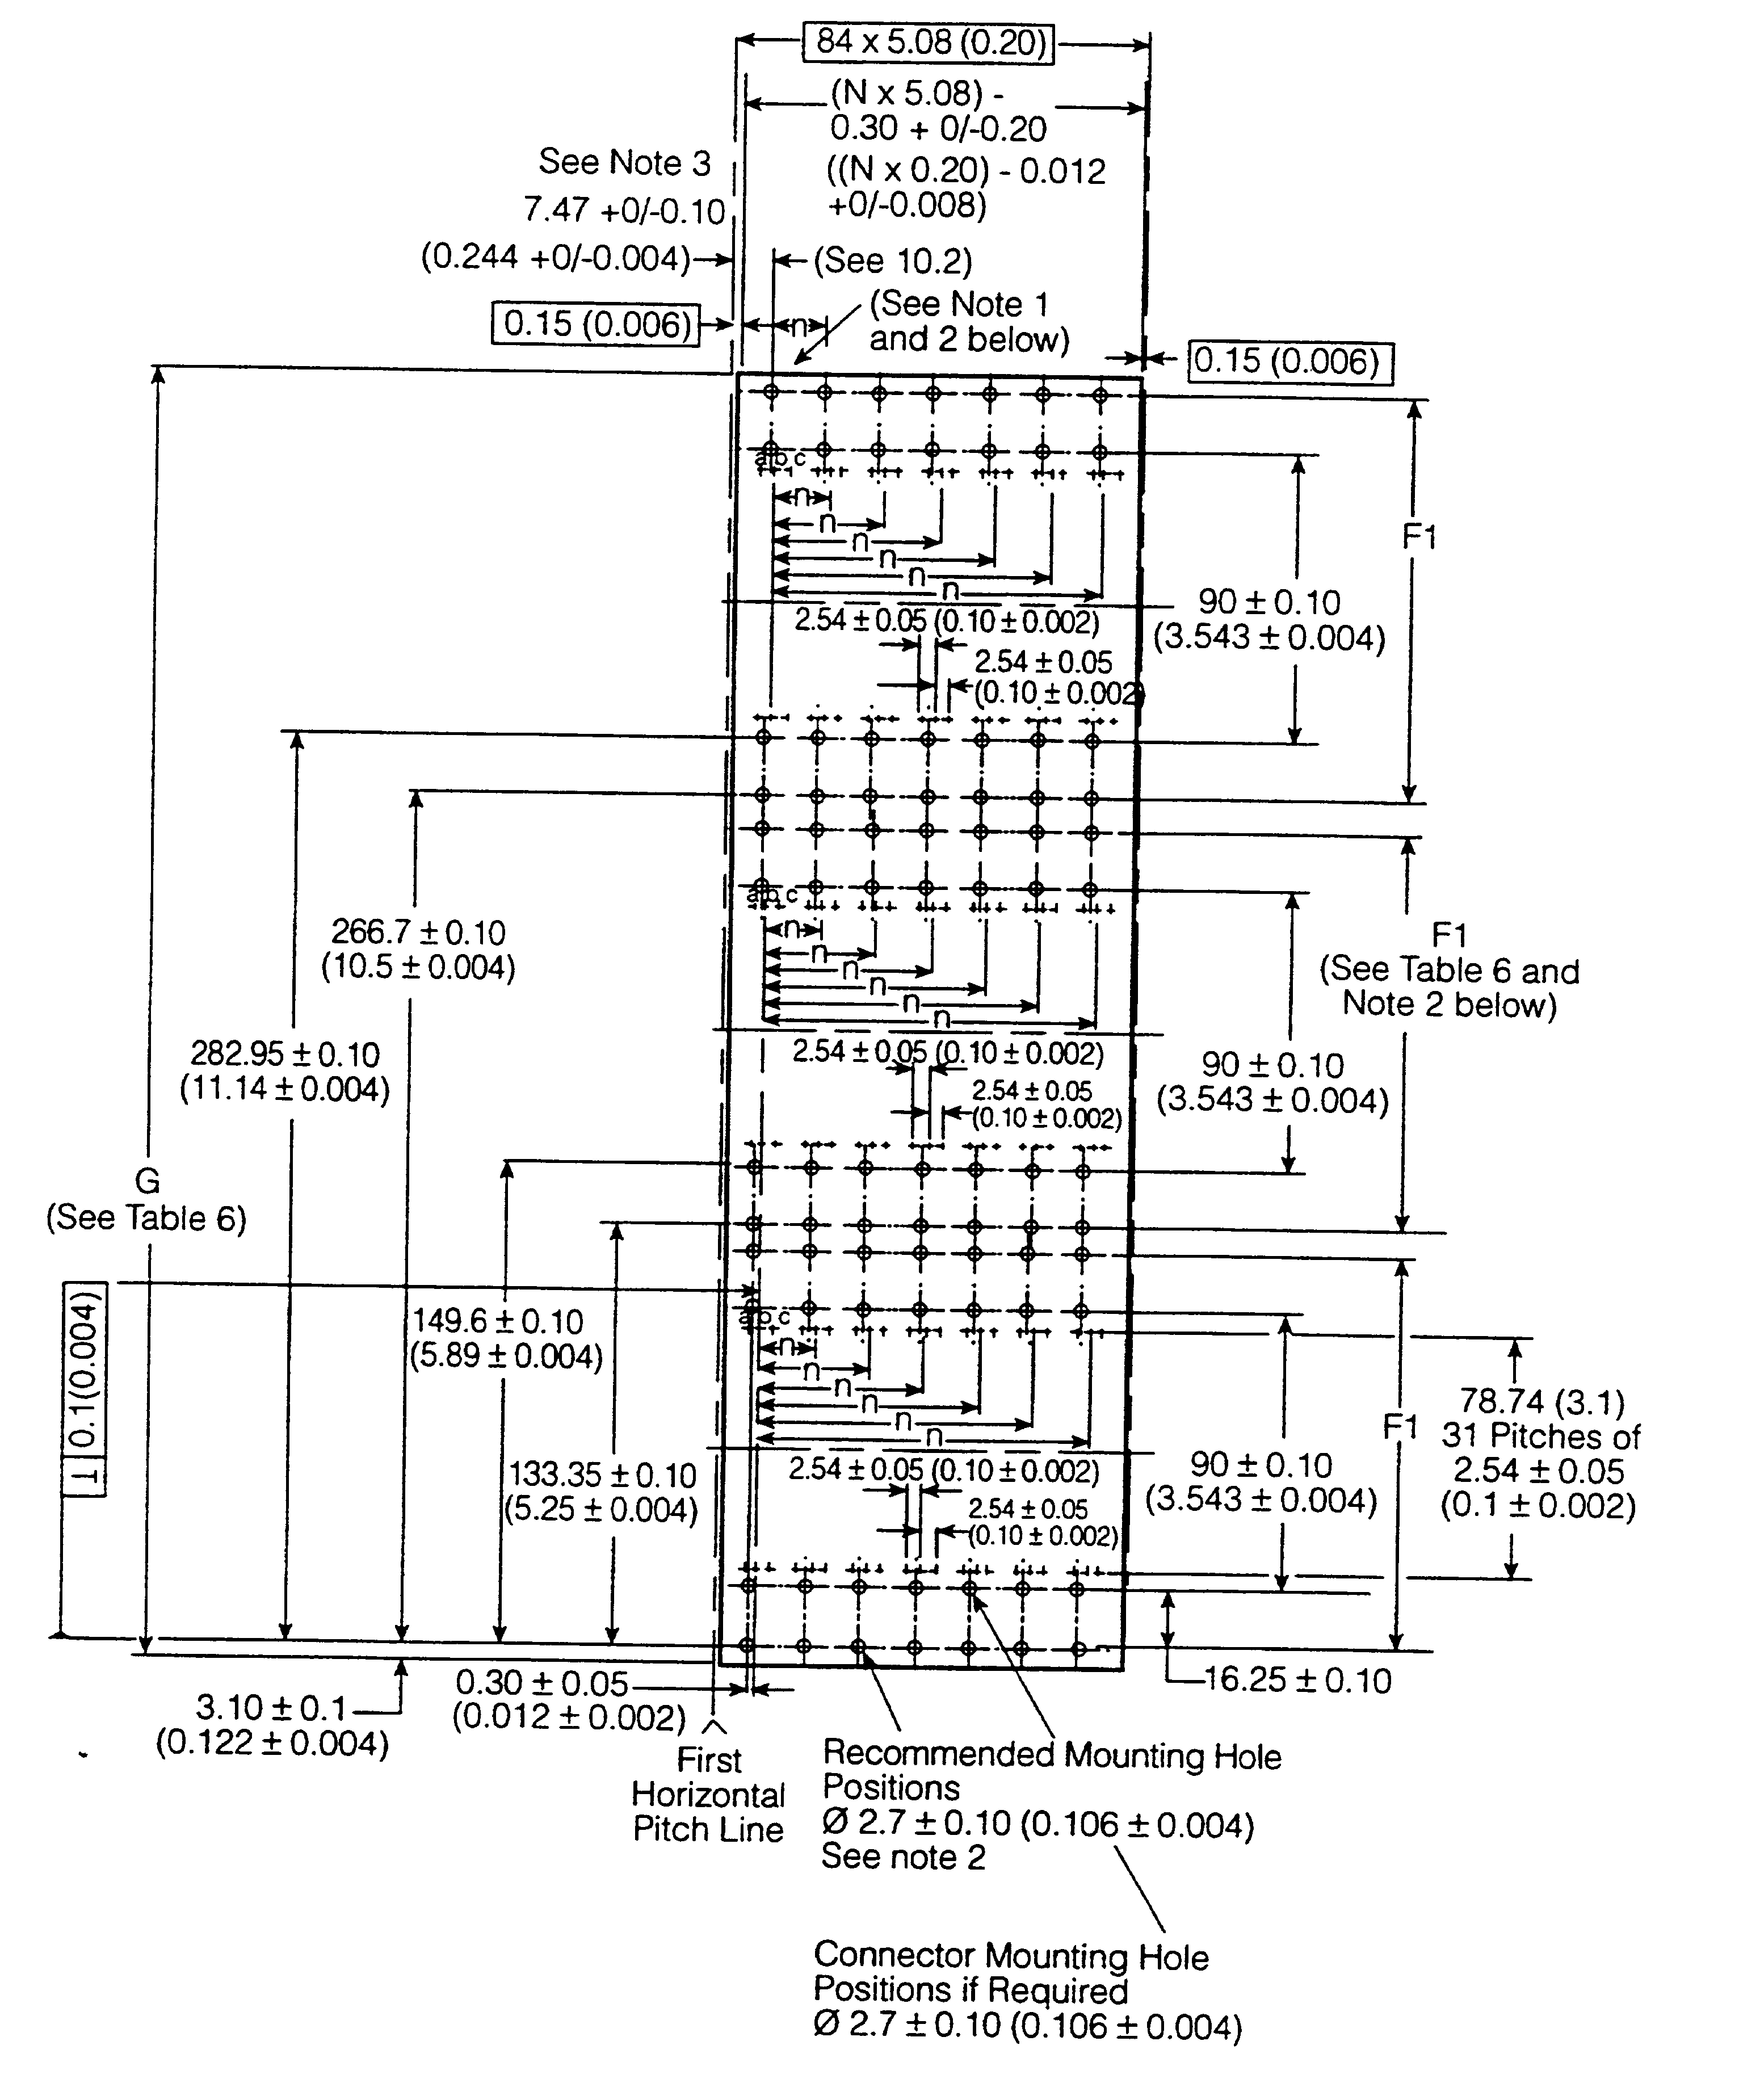 84 x 5.08 (0.20)
(N x 5.08) -
0.30 + 0/-0.20
((N x 0.20) - 0.012
+0/-0.008)
See Note 3
7.47 +0/-0.10
(0.244 +0/-0.004)
(See 10.2)
(See Note 1
and 2 below)
0.15 (0.006)
n
0.15 (0.006)
a b c
n
n
n
n
n
n
F1
90 ± 0.10
(3.543 ± 0.004)
2.54 ± 0.05 (0.10 ± 0.002)
2.54 ± 0.05
(0.10 ± 0.002)
a b c
n
n
n
n
n
n
266.7 ± 0.10
(10.5 ± 0.004)
F1
(See Table 6 and
Note 2 below)
282.95 ± 0.10
(11.14 ± 0.004)
2.54 ± 0.05 (0.10 ± 0.002)
2.54 ± 0.05
(0.10 ± 0.002)
90 ± 0.10
(3.543 ± 0.004)
G
(See Table 6)
⊥ 0.1(0.004)
a b c
149.6 ± 0.10
(5.89 ± 0.004)
n
n
n
n
n
n
F1
78.74 (3.1)
31 Pitches of
2.54 ± 0.05
(0.1 ± 0.002)
133.35 ± 0.10
(5.25 ± 0.004)
2.54 ± 0.05 (0.10 ± 0.002)
2.54 ± 0.05
(0.10 ± 0.002)
90 ± 0.10
(3.543 ± 0.004)
16.25 ± 0.10
0.30 ± 0.05
(0.012 ± 0.002)
3.10 ± 0.1
(0.122 ± 0.004)
First
Horizontal
Pitch Line
Recommended Mounting Hole
Positions
Ø 2.7 ± 0.10 (0.106 ± 0.004)
See note 2
Connector Mounting Hole
Positions if Required
Ø 2.7 ± 0.10 (0.106 ± 0.004)